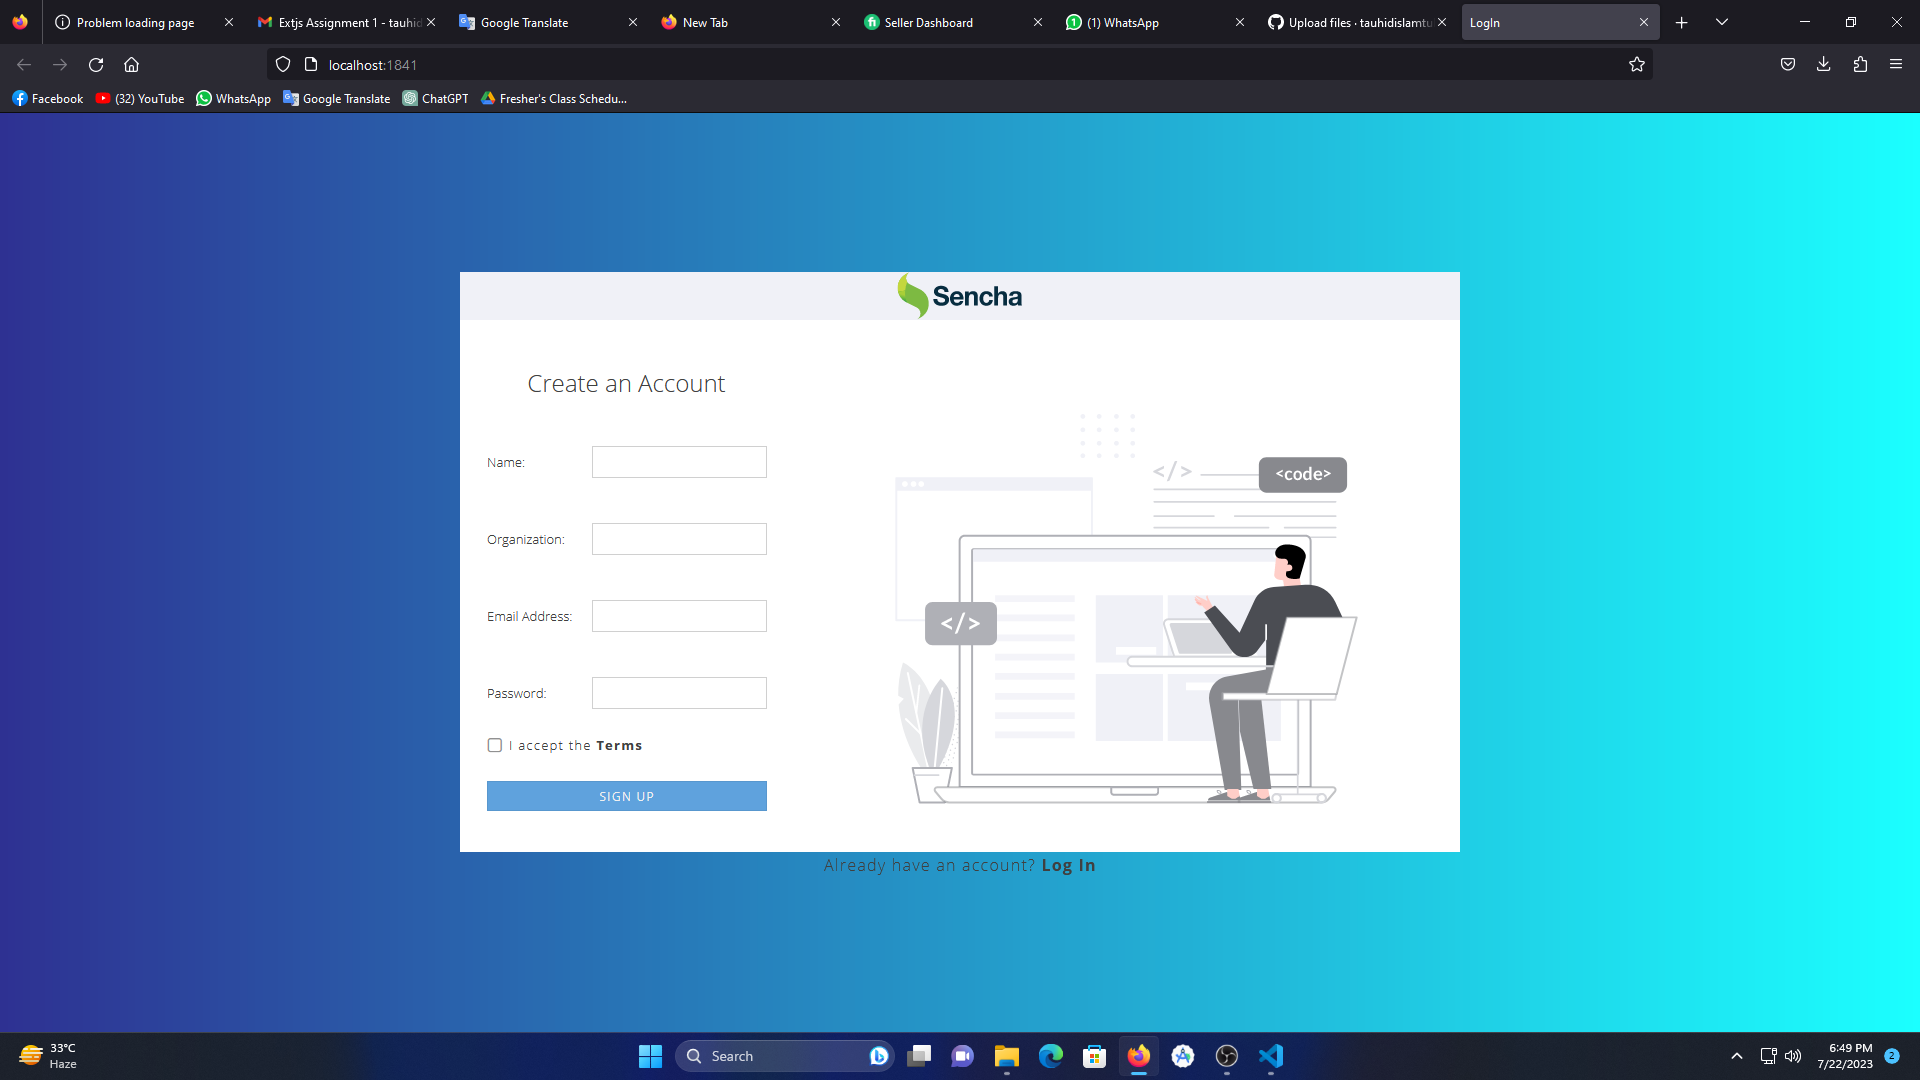 Problem loading page
Extjs Assignment 1 - tauhid
Google Translate
New Tab
Seller Dashboard
(1) WhatsApp
Upload files · tauhidislamtu
LogIn
localhost:1841
Facebook
(32) YouTube
WhatsApp
Google Translate
ChatGPT
Fresher's Class Schedu...
Sencha
Create an Account
Name:
Organization:
Email Address:
Password:
I accept the Terms
SIGN UP
</>
<code>
</>
Already have an account? Log In
33°C
Haze
Search
6:49 PM
7/22/2023
2